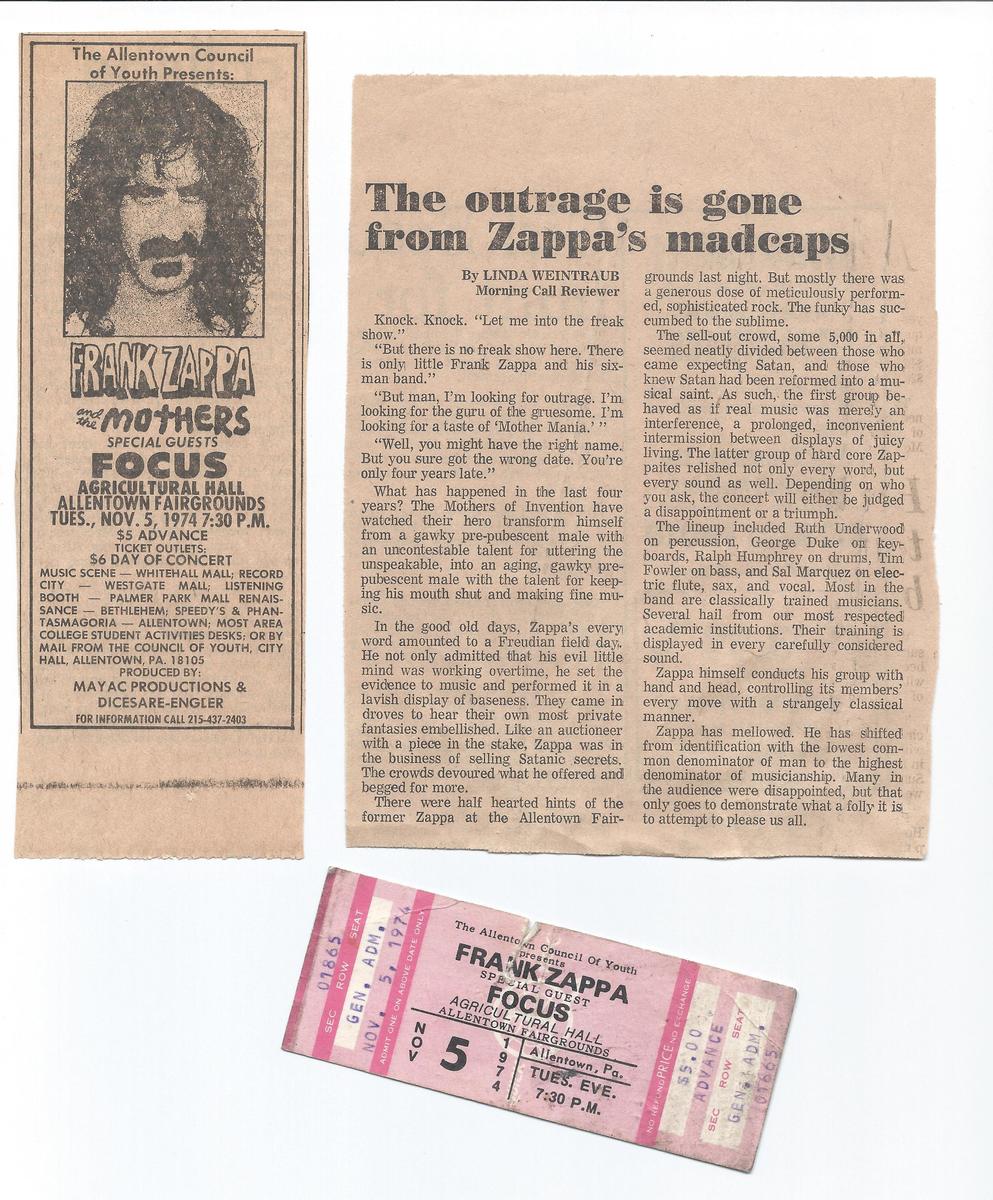 The Allentown Council
of Youth Presents:
FRANK ZAPPA
and the MOTHERS
SPECIAL GUESTS
FOCUS
AGRICULTURAL HALL
ALLENTOWN FAIRGROUNDS
TUES., NOV. 5, 1974 7:30 P.M.
$5 ADVANCE
TICKET OUTLETS:
$6 DAY OF CONCERT
MUSIC SCENE — WHITEHALL MALL; RECORD
CITY — WESTGATE MALL; LISTENING
BOOTH — PALMER PARK MALL RENAIS-
SANCE — BETHLEHEM; SPEEDY'S & PHAN-
TASMAGORIA — ALLENTOWN; MOST AREA
COLLEGE STUDENT ACTIVITIES DESKS; OR BY
MAIL FROM THE COUNCIL OF YOUTH, CITY
HALL, ALLENTOWN, PA. 18105
PRODUCED BY:
MAYAC PRODUCTIONS &
DICESARE-ENGLER
FOR INFORMATION CALL 215-437-2403
The outrage is gone
from Zappa's madcaps
By LINDA WEINTRAUB
Morning Call Reviewer
Knock. Knock. "Let me into the freak
show."
"But there is no freak show here. There
is only little Frank Zappa and his six-
man band."
"But man, I'm looking for outrage. I'm
looking for the guru of the gruesome. I'm
looking for a taste of 'Mother Mania.' "
"Well, you might have the right name.
But you sure got the wrong date. You're
only four years late."
What has happened in the last four
years? The Mothers of Invention have
watched their hero transform himself
from a gawky pre-pubescent male with
an uncontestable talent for uttering the
unspeakable, into an aging, gawky pre-
pubescent male with the talent for keep-
ing his mouth shut and making fine mu-
sic.
In the good old days, Zappa's every
word amounted to a Freudian field day.
He not only admitted that his evil little
mind was working overtime, he set the
evidence to music and performed it in a
lavish display of baseness. They came in
droves to hear their own most private
fantasies embellished. Like an auctioneer
with a piece in the stake, Zappa was in
the business of selling Satanic secrets.
The crowds devoured what he offered and
begged for more.
There were half hearted hints of the
former Zappa at the Allentown Fair-
grounds last night. But mostly there was
a generous dose of meticulously perform-
ed, sophisticated rock. The funky has suc-
cumbed to the sublime.
The sell-out crowd, some 5,000 in all,
seemed neatly divided between those who
came expecting Satan, and those who
knew Satan had been reformed into a mu-
sical saint. As such, the first group be-
haved as if real music was merely an
interference, a prolonged, inconvenient
intermission between displays of juicy
living. The latter group of hard core Zap-
paites relished not only every word, but
every sound as well. Depending on who
you ask, the concert will either be judged
a disappointment or a triumph.
The lineup included Ruth Underwood
on percussion, George Duke on key-
boards, Ralph Humphrey on drums, Tim
Fowler on bass, and Sal Marquez on elec-
tric flute, sax, and vocal. Most in the
band are classically trained musicians.
Several hail from our most respected
academic institutions. Their training is
displayed in every carefully considered
sound.
Zappa himself conducts his group with
hand and head, controlling its members'
every move with a strangely classical
manner.
Zappa has mellowed. He has shifted
from identification with the lowest com-
mon denominator of man to the highest
denominator of musicianship. Many in
the audience were disappointed, but that
only goes to demonstrate what a folly it is
to attempt to please us all.
01865
SEC ROW SEAT
GEN. ADM.
NOV. 5, 1974
ADMIT ONE ON ABOVE DATE ONLY
The Allentown Council Of Youth
presents
FRANK ZAPPA
SPECIAL GUEST
FOCUS
AGRICULTURAL HALL
ALLENTOWN FAIRGROUNDS
NOV 5 1974
Allentown, Pa.
TUES. EVE.
7:30 P.M.
NO REFUND PRICE NO EXCHANGE
$5.00
ADVANCE
SEC ROW SEAT
GEN. ADM.
01865